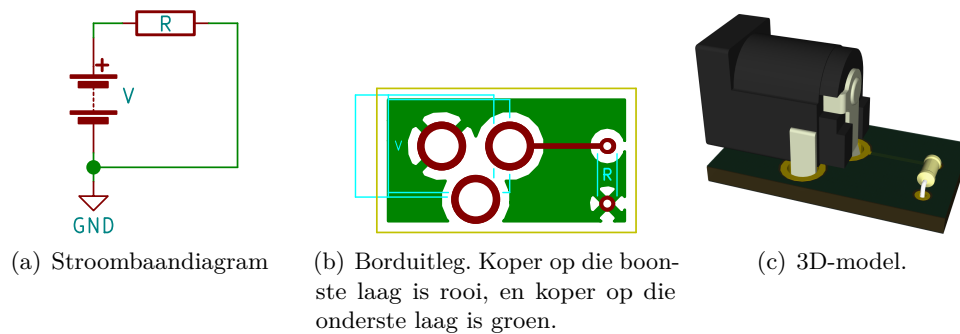 R
+
V
GND
V
R
(a) Stroombaandiagram
(b) Borduitleg. Koper op die boon-
ste laag is rooi, en koper op die
onderste laag is groen.
(c) 3D-model.